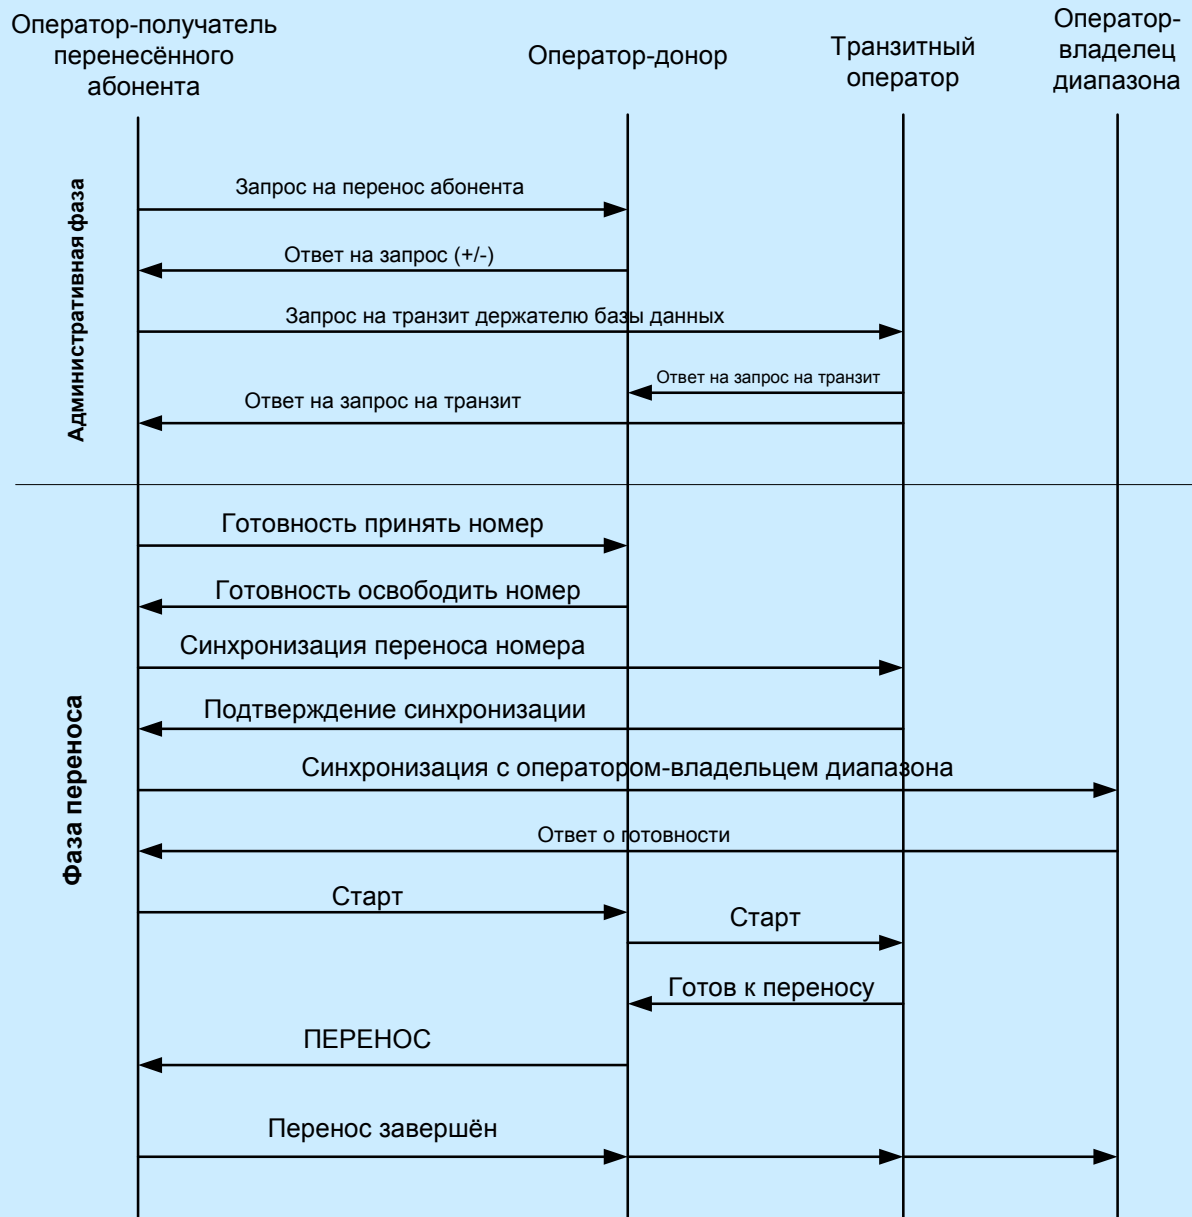 Оператор-получатель
перенесённого
абонента
Оператор-донор
Транзитный
оператор
Оператор-
владелец
диапазона
Административная фаза
Запрос на перенос абонента
Ответ на запрос (+/-)
Запрос на транзит держателю базы данных
Ответ на запрос на транзит
Ответ на запрос на транзит
Фаза переноса
Готовность принять номер
Готовность освободить номер
Синхронизация переноса номера
Подтверждение синхронизации
Синхронизация с оператором-владельцем диапазона
Ответ о готовности
Старт
Старт
Готов к переносу
ПЕРЕНОС
Перенос завершён